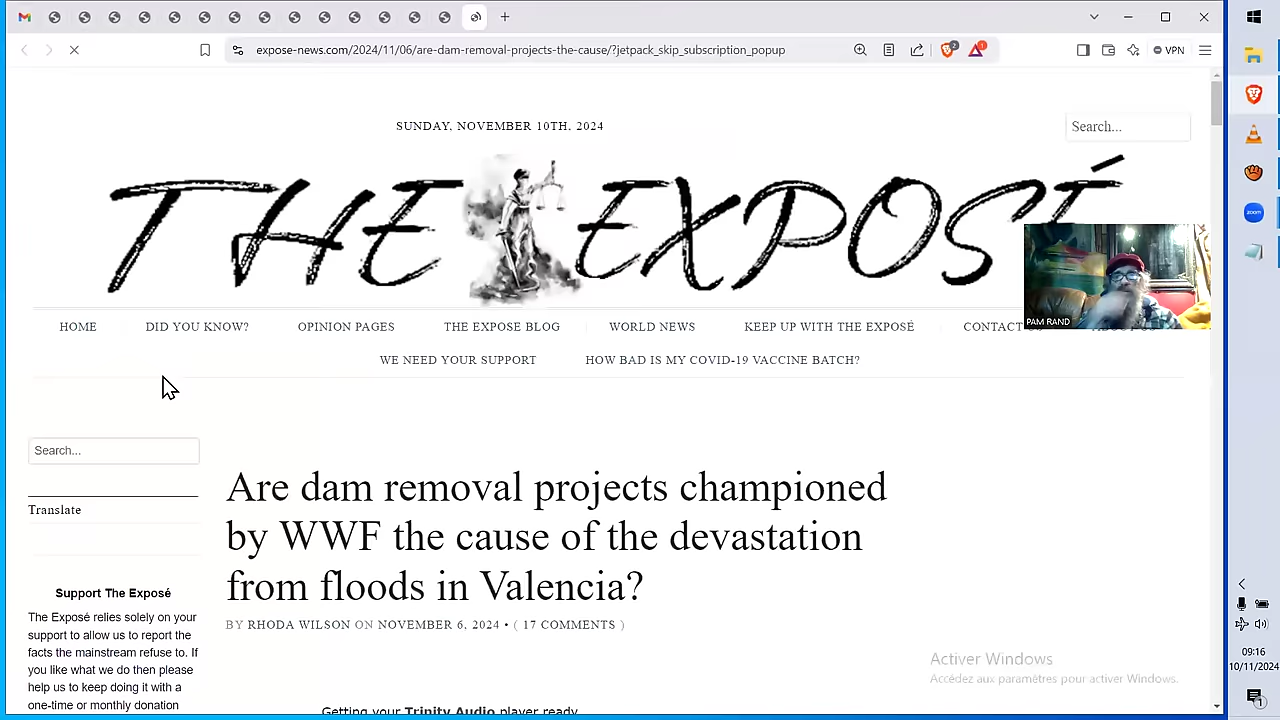 expose-news.com/2024/11/06/are-dam-removal-projects-the-cause/?jetpack_skip_subscription_popup
2
1
VPN
SUNDAY, NOVEMBER 10TH, 2024
Search...
THE EXPOSÉ
PAM RAND
HOME DID YOU KNOW? OPINION PAGES THE EXPOSE BLOG WORLD NEWS KEEP UP WITH THE EXPOSÉ CONTACT
WE NEED YOUR SUPPORT HOW BAD IS MY COVID-19 VACCINE BATCH?
Search...
Translate
Are dam removal projects championed
by WWF the cause of the devastation
from floods in Valencia?
BY RHODA WILSON ON NOVEMBER 6, 2024 • ( 17 COMMENTS )
Support The Exposé
The Exposé relies solely on your
support to allow us to report the
facts the mainstream refuse to. If
you like what we do then please
help us to keep doing it with a
one-time or monthly donation
Getting your Trinity Audio player ready
Activer Windows
Accédez aux paramètres pour activer Windows.
zoom
09:16
10/11/2024
1